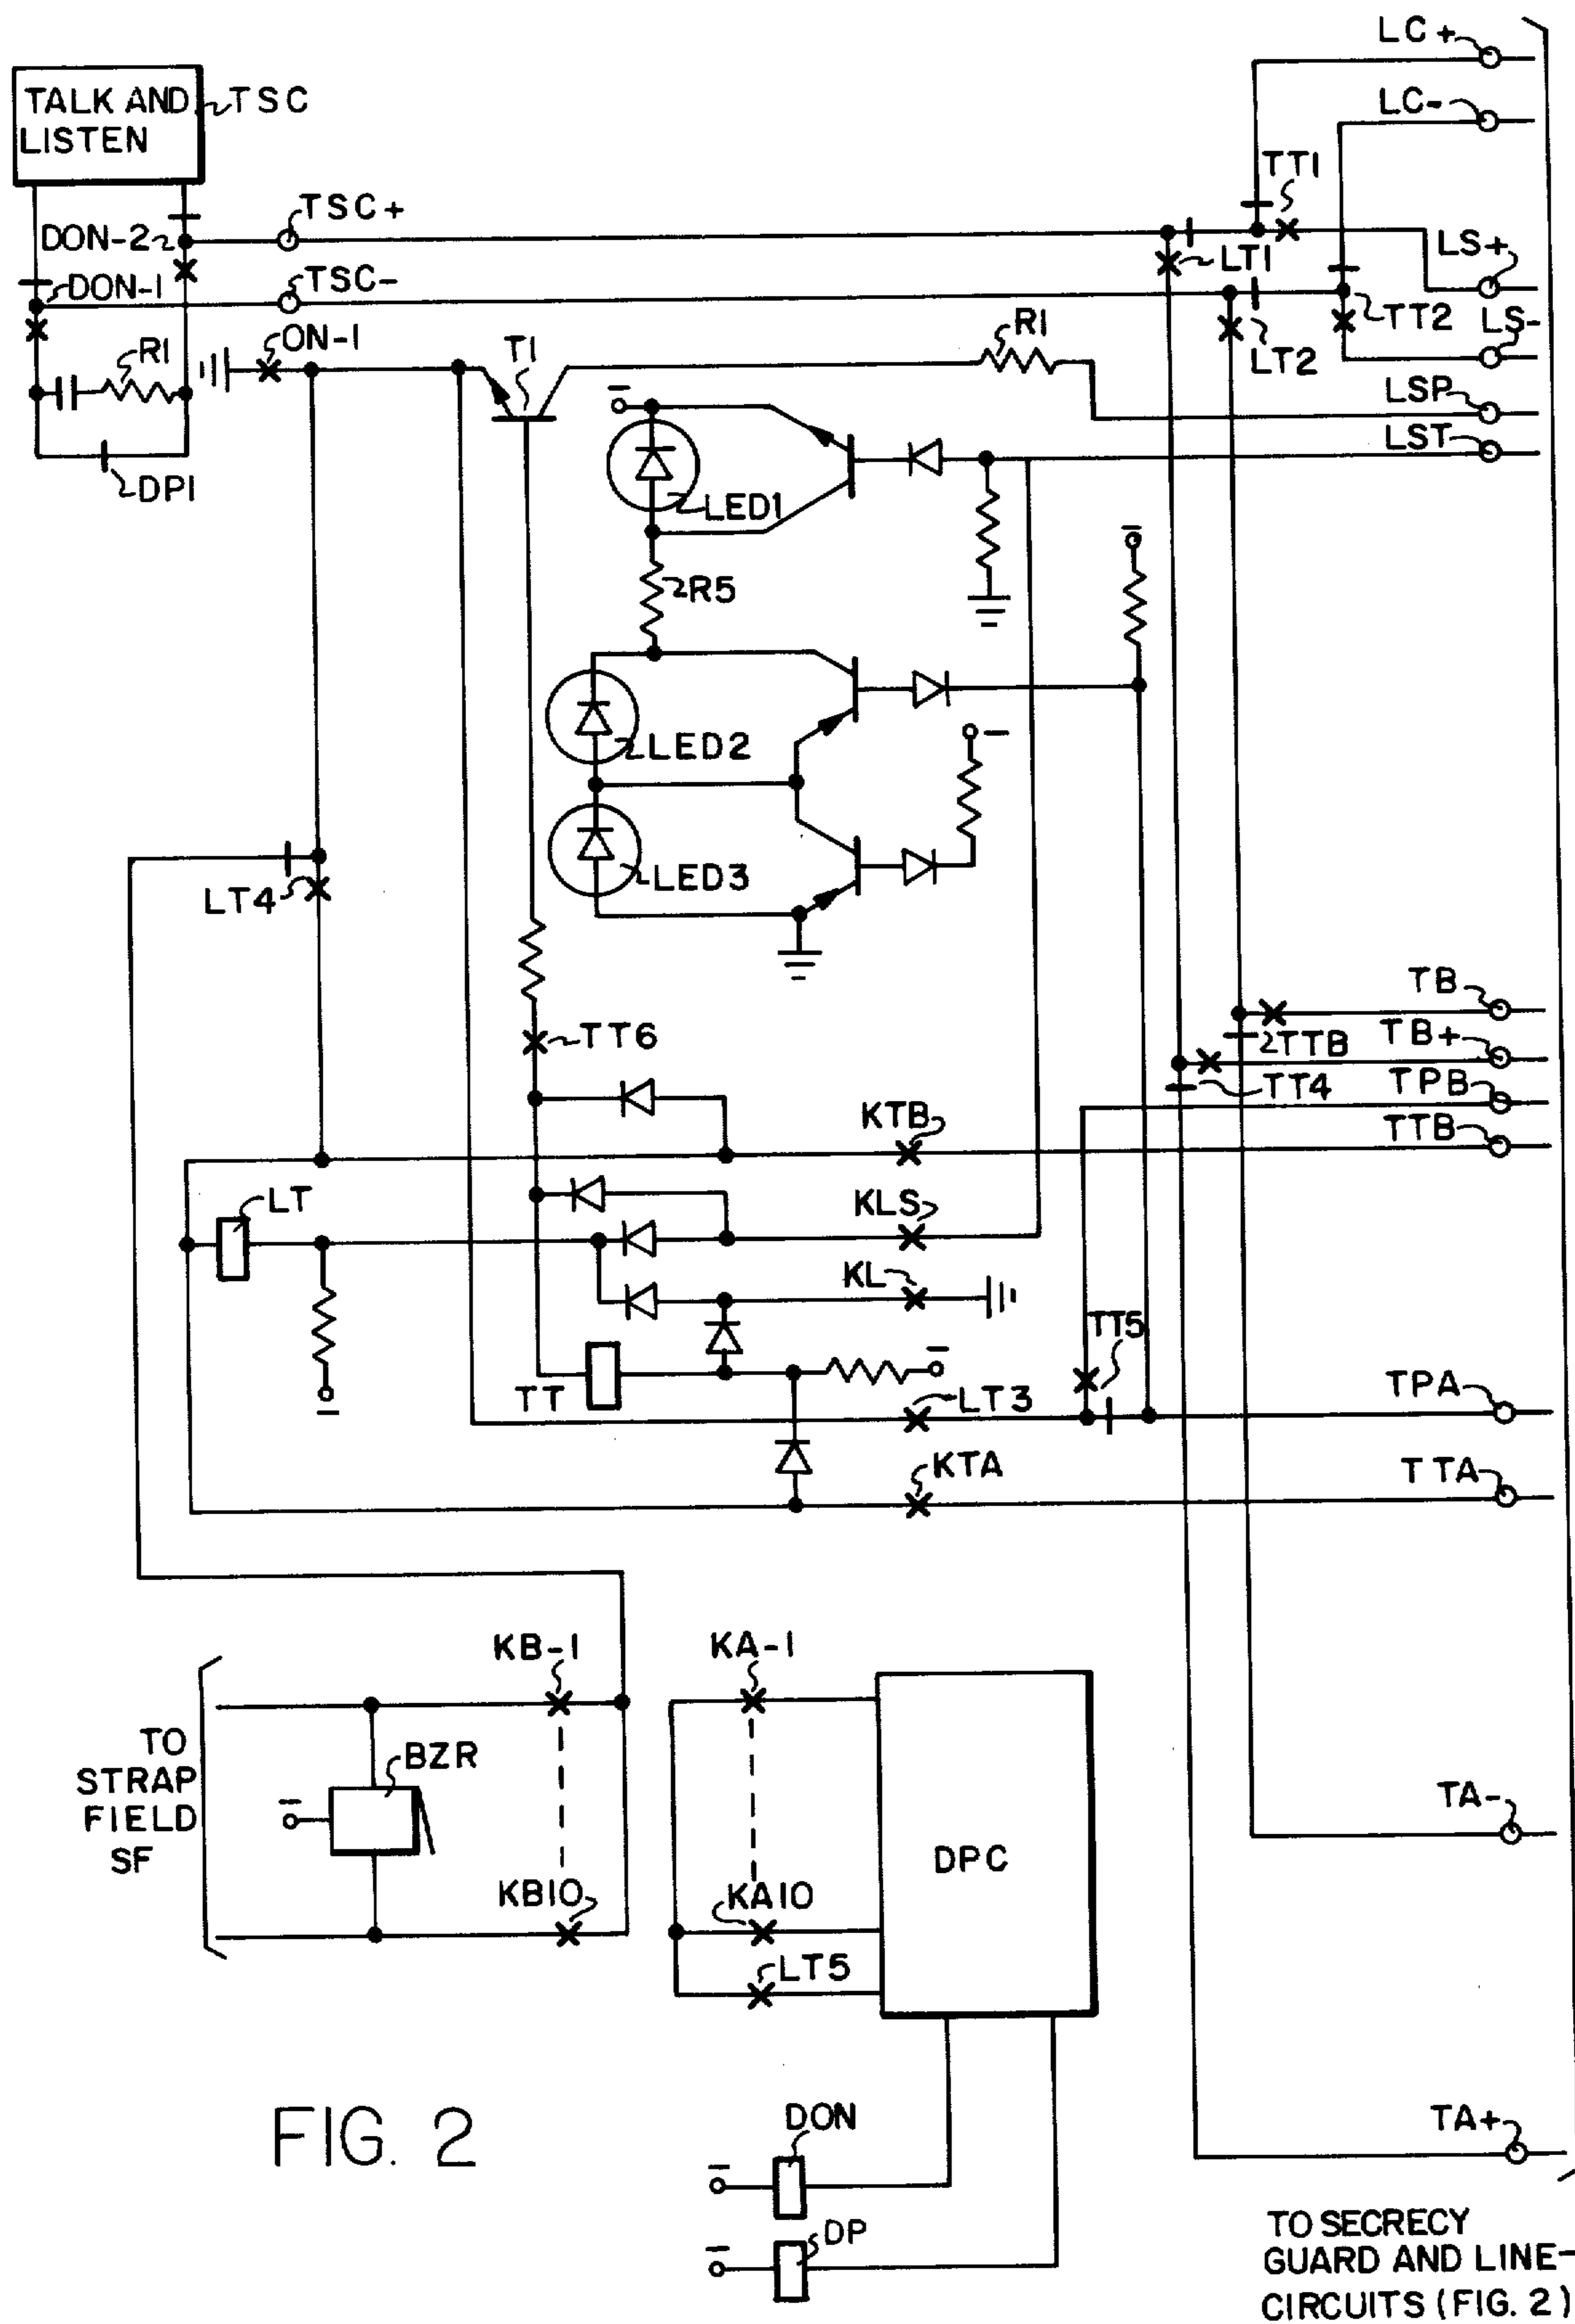 LC+
TALK AND
LISTEN
TSC
LC-
TT1
TSC+
DON-2
LS+
LT1
TSC-
DON-1
TT2
LS-
R1
ON-1
T1
R1
LT2
LSP
LST
DP1
LED1
R5
LED2
LED3
LT4
TB
TT6
TTB
TB+
TT4
TPB
KTB
TTB
LT
KLS
KL
TT5
TT
LT3
TPA
KTA
TTA
KB-1
KA-1
TO
STRAP
FIELD
SF
BZR
TA-
DPC
KB10
KA10
LT5
FIG. 2
DON
TA+
DP
TO SECRECY
GUARD AND LINE-
CIRCUITS (FIG. 2)